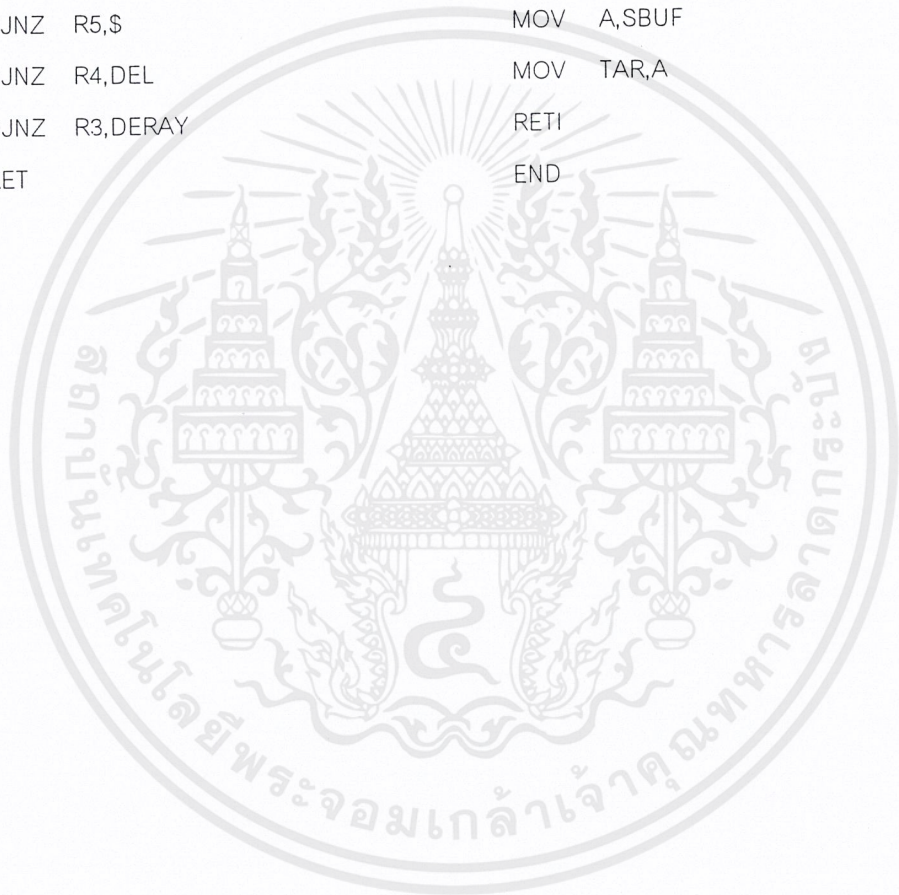 JNZ R5,$
JNZ R4,DEL
JNZ R3,DERAY
ET
MOV A,SBUF
MOV TAR,A
RETI
END
สถาบันเทคโนโลยีพระจอมเกล้าเจ้าคุณทหารลาดกระบัง